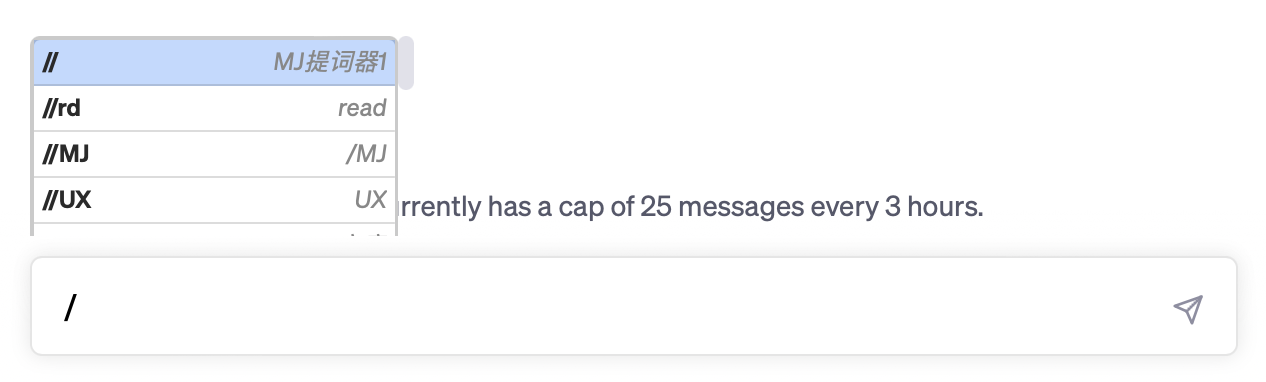 // MJ提词器1
//rd read
//MJ /MJ
//UX UX
urrently has a cap of 25 messages every 3 hours.
/